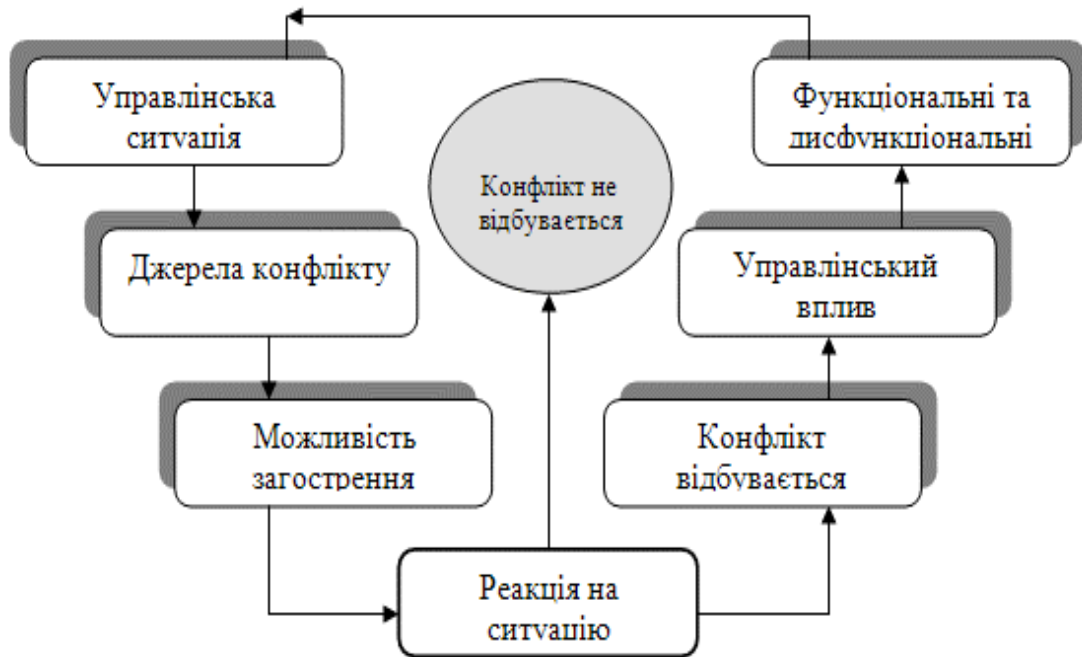 Управлінська
ситуація
Джерела конфлікту
Можливість
загострення
Реакція на
ситуацію
Конфлікт не
відбувається
Конфлікт
відбувається
Управлінський
вплив
Функціональні та
дисфункціональні